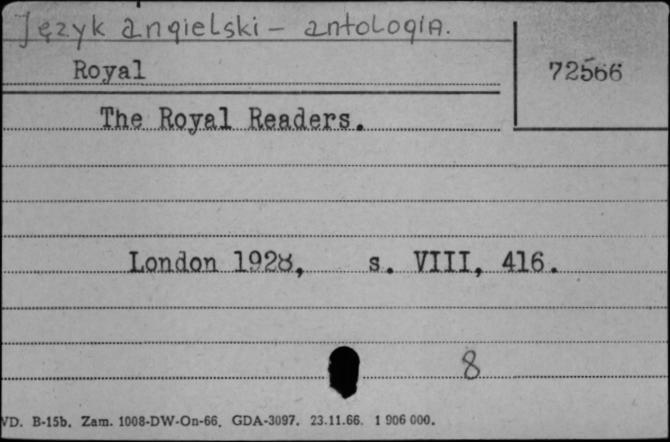 Język angielski – antologia.
Royal
72566
The Royal Readers.
London 1928, s. VIII, 416.
8
VD. B-15b. Zam. 1008-DW-On-66. GDA-3097. 23.11.66. 1 906 000.